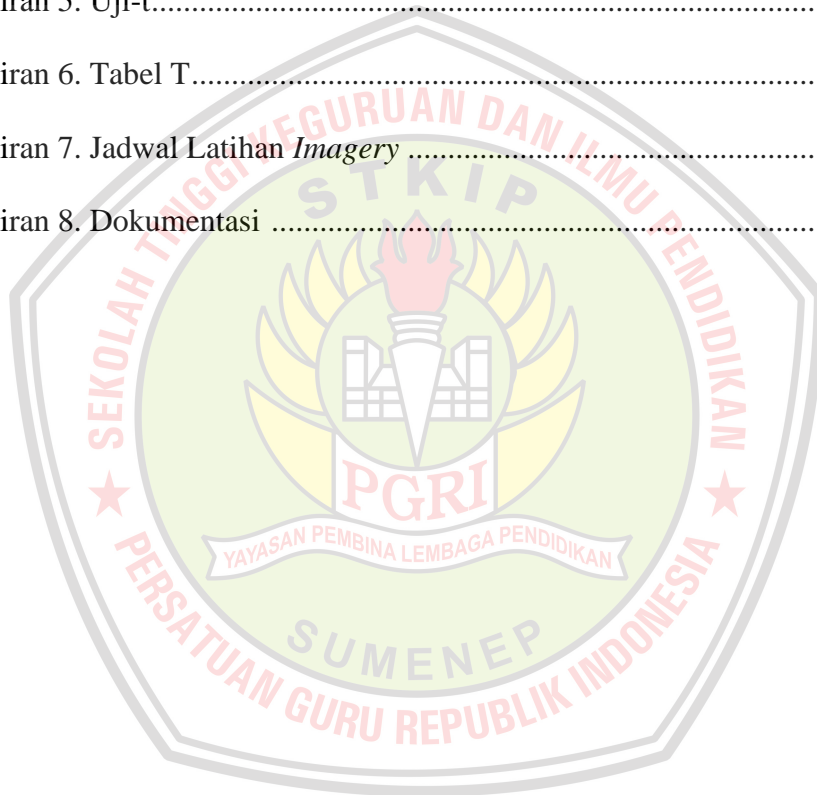 iran 5. Uji-t..........................................................................................
iran 6. Tabel T....................................................................................
iran 7. Jadwal Latihan Imagery .....................................................
iran 8. Dokumentasi ........................................................................
SEKOLAH TINGGI KEGURUAN DAN ILMU PENDIDIKAN
STKIP
PGRI
YAYASAN PEMBINA LEMBAGA PENDIDIKAN
SUMENEP
PERSATUAN GURU REPUBLIK INDONESIA